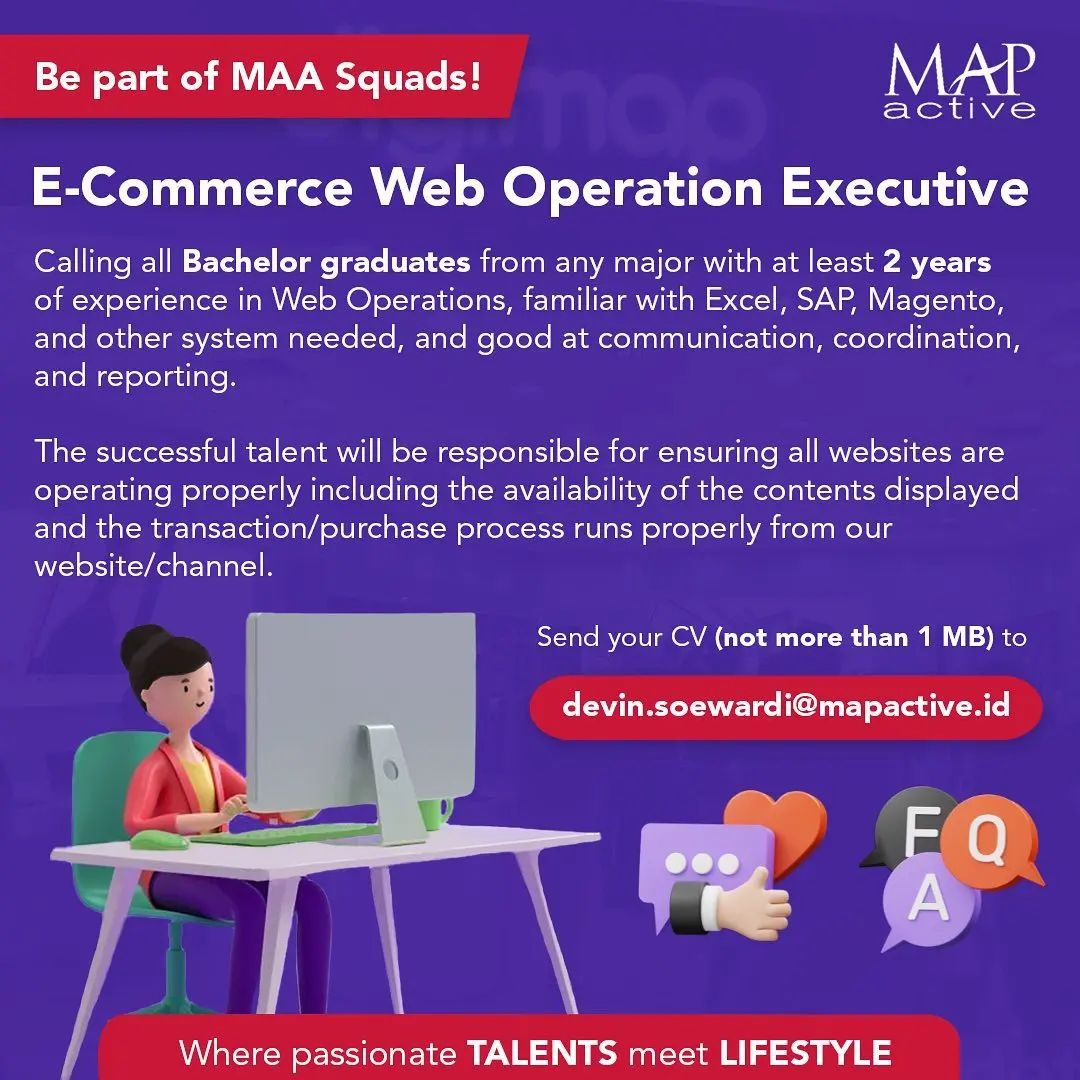 Be part of MAA Squads!
MAP
active
E-Commerce Web Operation Executive
Calling all Bachelor graduates from any major with at least 2 years
of experience in Web Operations, familiar with Excel, SAP, Magento,
and other system needed, and good at communication, coordination,
and reporting.
The successful talent will be responsible for ensuring all websites are
operating properly including the availability of the contents displayed
and the transaction/purchase process runs properly from our
website/channel.
Send your CV (not more than 1 MB) to
devin.soewardi@mapactive.id
F
Q
A
Where passionate TALENTS meet LIFESTYLE